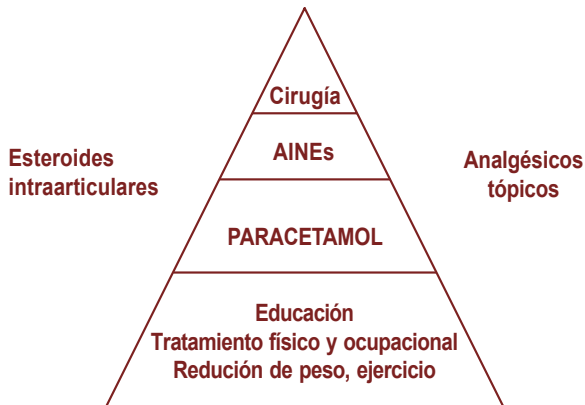 Cirugía
AINEs
Esteroides
intraarticulares
Analgésicos
tópicos
PARACETAMOL
Educación
Tratamiento físico y ocupacional
Redución de peso, ejercicio